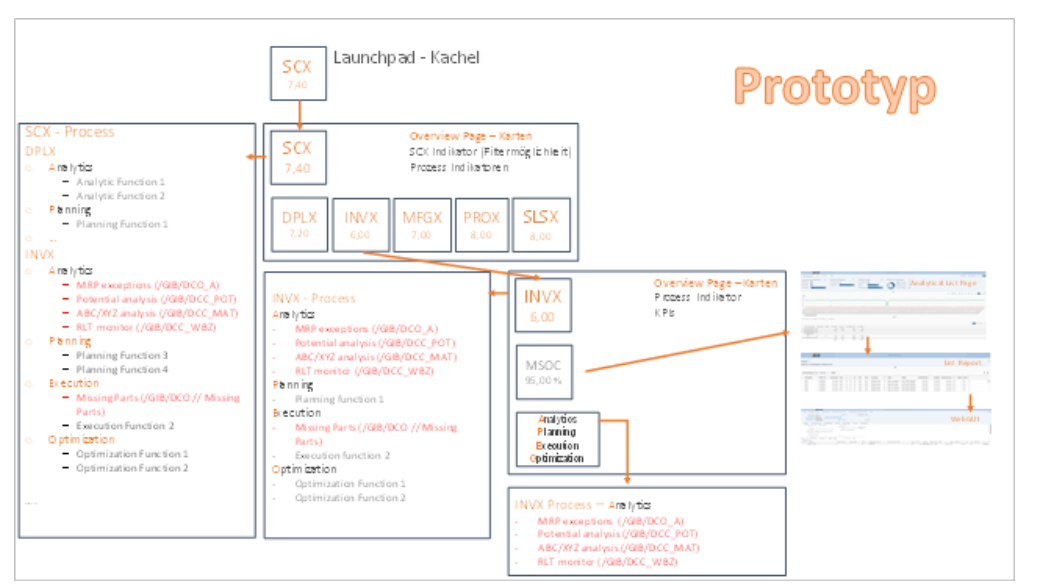 SCX
7,40
Launchpad - Kachel
Prototyp
SCX - Process
DPLX
Analytics
Analytic Function 1
Analytic Function 2
Planning
Planning Function 1
...
INVX
Analytics
MRP exceptions (/GIB/DCO_A)
Potential analysis (/GIB/DCC_POT)
ABC/XYZ analysis (/GIB/DCC_MAT)
RLT monitor (/GIB/DCC_WBZ)
Planning
Planning Function 3
Planning Function 4
Execution
Missing Parts (/GIB/DCO // Missing
Parts)
Execution Function 2
Optimization
Optimization Function 1
Optimization Function 2
....
SCX
7,40
Overview Page – Karten
SCX Indikator (Filtermöglichkeit)
Prozess Indikatoren
DPLX
7,20
INVX
6,00
MFGX
7,00
PROX
8,00
SLSX
8,00
INVX - Process
Analytics
MRP exceptions (/GIB/DCO_A)
Potential analysis (/GIB/DCC_POT)
ABC/XYZ analysis (/GIB/DCC_MAT)
RLT monitor (/GIB/DCC_WBZ)
Planning
Planning function 1
Execution
Missing Parts (/GIB/DCO // Missing
Parts)
Execution function 2
Optimization
Optimization Function 1
Optimization Function 2
INVX
6,00
Overview Page – Karten
Prozess Indikator
KPIs
MSOC
95,00 %
Analytics
Planning
Execution
Optimization
INVX Process – Analytics
MRP exceptions (/GIB/DCO_A)
Potential analysis (/GIB/DCC_POT)
ABC/XYZ analysis (/GIB/DCC_MAT)
RLT monitor (/GIB/DCC_WBZ)
Analytical List Page
List Report
WebGUI